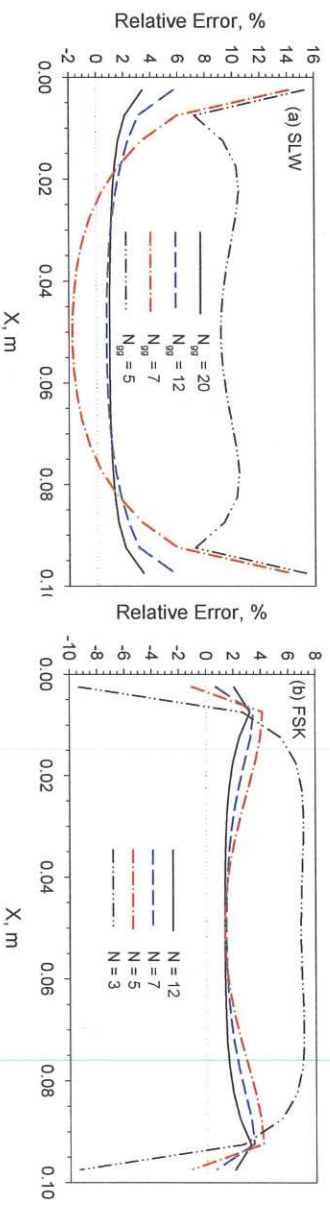 Relative Error, %
16
14
12
10
8
6
4
2
0
-2
(a) SLW
N_gg = 20
N_gg = 12
N_gg = 7
N_gg = 5
0.00
0.02
0.04
0.06
0.08
X, m
Relative Error, %
8
6
4
2
0
-2
-4
-6
-8
-10
(b) FSK
N = 12
N = 7
N = 5
N = 3
0.00
0.02
0.04
0.06
0.08
0.10
X, m